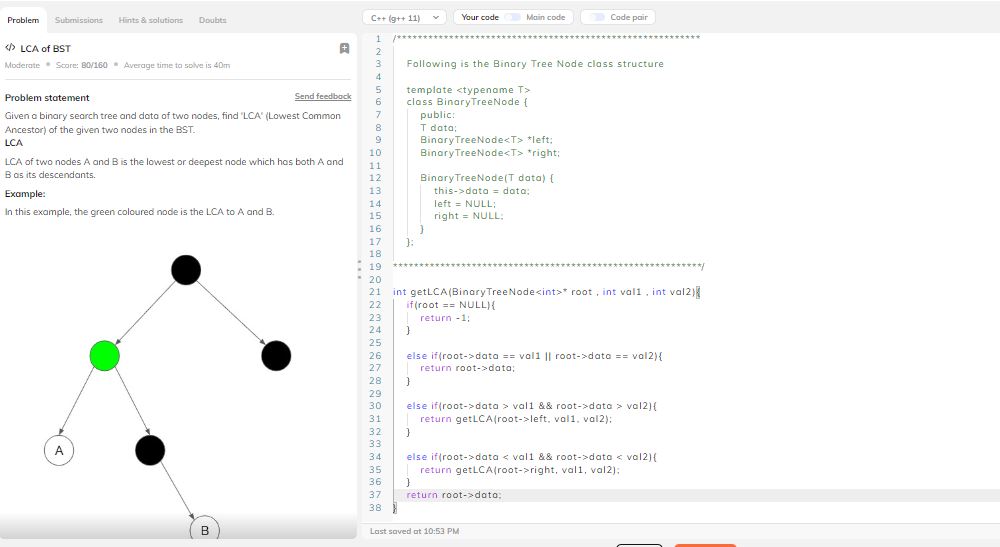 Problem
Submissions
Hints & solutions
Doubts
</> LCA of BST
Moderate • Score: 80/160 • Average time to solve is 40m
Problem statement
Send feedback
Given a binary search tree and data of two nodes, find 'LCA' (Lowest Common
Ancestor) of the given two nodes in the BST.
LCA
LCA of two nodes A and B is the lowest or deepest node which has both A and
B as its descendants.
Example:
In this example, the green coloured node is the LCA to A and B.
A
B
C++ (g++ 11)
Your code
Main code
Code pair
1 /***********************************************************
2
3 Following is the Binary Tree Node class structure
4
5 template <typename T>
6 class BinaryTreeNode {
7 public:
8 T data;
9 BinaryTreeNode<T> *left;
10 BinaryTreeNode<T> *right;
11
12 BinaryTreeNode(T data) {
13 this->data = data;
14 left = NULL;
15 right = NULL;
16 }
17 };
18
19 ***********************************************************/
20
21 int getLCA(BinaryTreeNode<int>* root , int val1 , int val2){
22 if(root == NULL){
23 return -1;
24 }
25
26 else if(root->data == val1 || root->data == val2){
27 return root->data;
28 }
29
30 else if(root->data > val1 && root->data > val2){
31 return getLCA(root->left, val1, val2);
32 }
33
34 else if(root->data < val1 && root->data < val2){
35 return getLCA(root->right, val1, val2);
36 }
37 return root->data;
38 }
Last saved at 10:53 PM